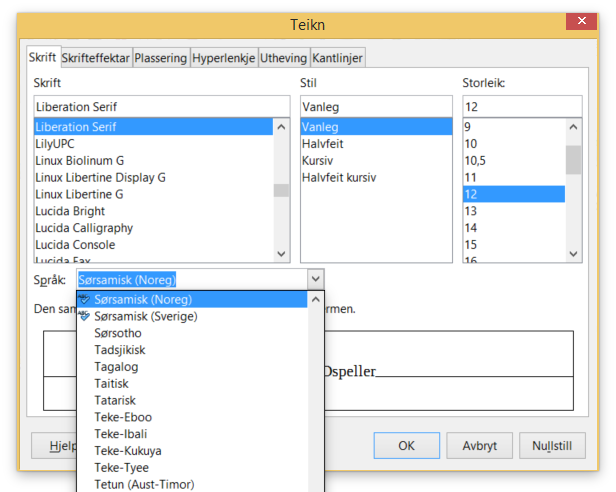 Teikn
Skrift Skrifteffektar Plassering Hyperlenkje Utheving Kantlinjer
Skrift Stil Storleik:
Liberation Serif Vanleg 12
Liberation Serif Vanleg 9
LilyUPC Halvfeit 10
Linux Biolinum G Kursiv 10,5
Linux Libertine Display G Halvfeit kursiv 11
Linux Libertine G 12
Lucida Bright 13
Lucida Calligraphy 14
Lucida Console 15
Lucida Fax 16
Språk: Sørsamisk (Noreg)
Sørsamisk (Noreg)
Den sam
rmen.
Sørsamisk (Sverige)
Sørsotho
Tadsjikisk
Tagalog
Dspeller
Taitisk
Tatarisk
Teke-Eboo
Teke-Ibali
Hjelp OK Avbryt Nullstill
Teke-Kukuya
Teke-Tyee
Tetun (Aust-Timor)